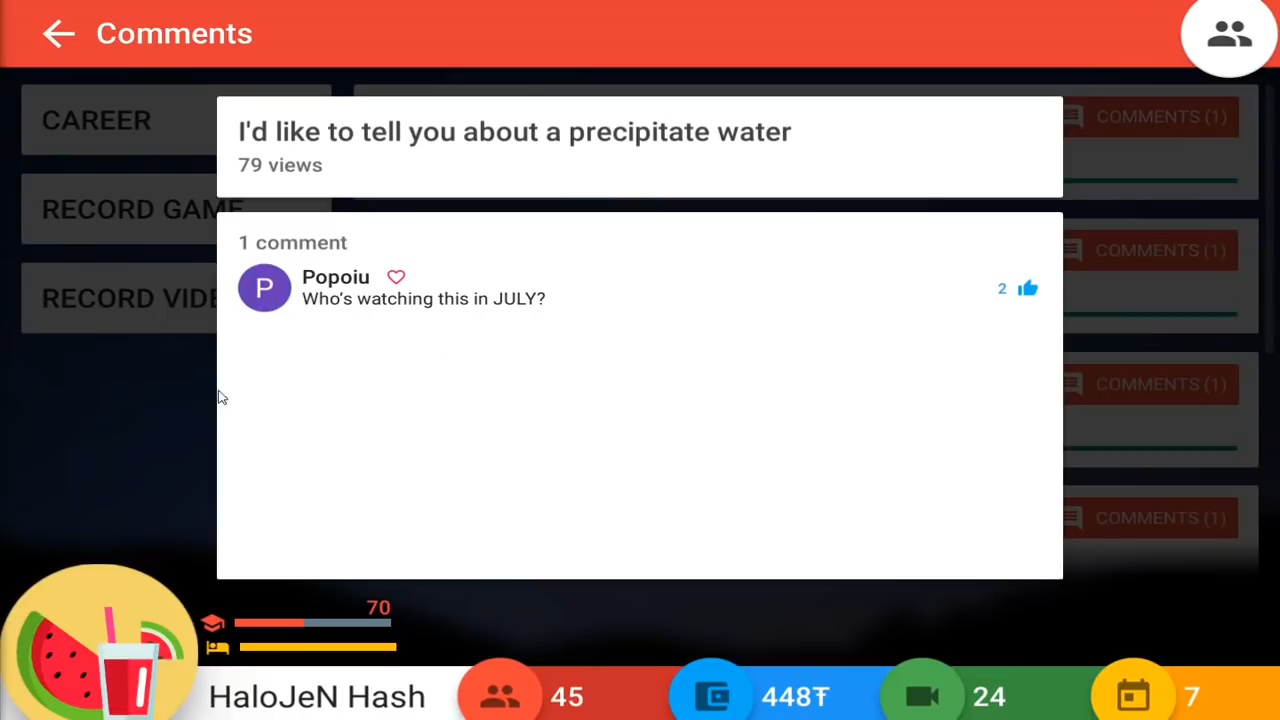 Comments
CAREER
RECORD GAME
RECORD VIDE
I'd like to tell you about a precipitate water
79 views
1 comment
P
Popoiu
Who's watching this in JULY?
2
COMMENTS (1)
COMMENTS (1)
COMMENTS (1)
COMMENTS (1)
70
HaloJeN Hash
45
448Ŧ
24
7